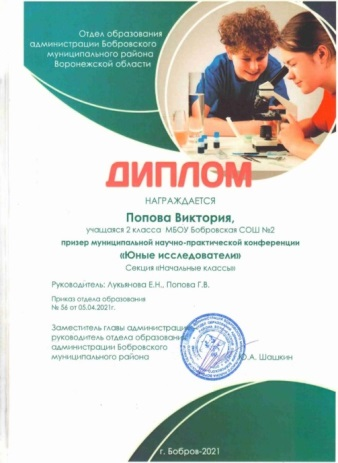 Отдел образования
администрации Бобровского
муниципального района
Воронежской области
ДИПЛОМ
НАГРАЖДАЕТСЯ
Попова Виктория,
учащаяся 2 класса МБОУ Бобровская СОШ №2
призер муниципальной научно-практической конференции
«Юные исследователи»
Секция «Начальные классы»
Руководитель: Лукьянова Е.Н., Попова Г.В.
Приказ отдела образования
№ 56 от 05.04.2021г.
Заместитель главы администрации-
руководитель отдела образования
администрации Бобровского
муниципального района
Ю.А. Шашкин
г. Бобров-2021